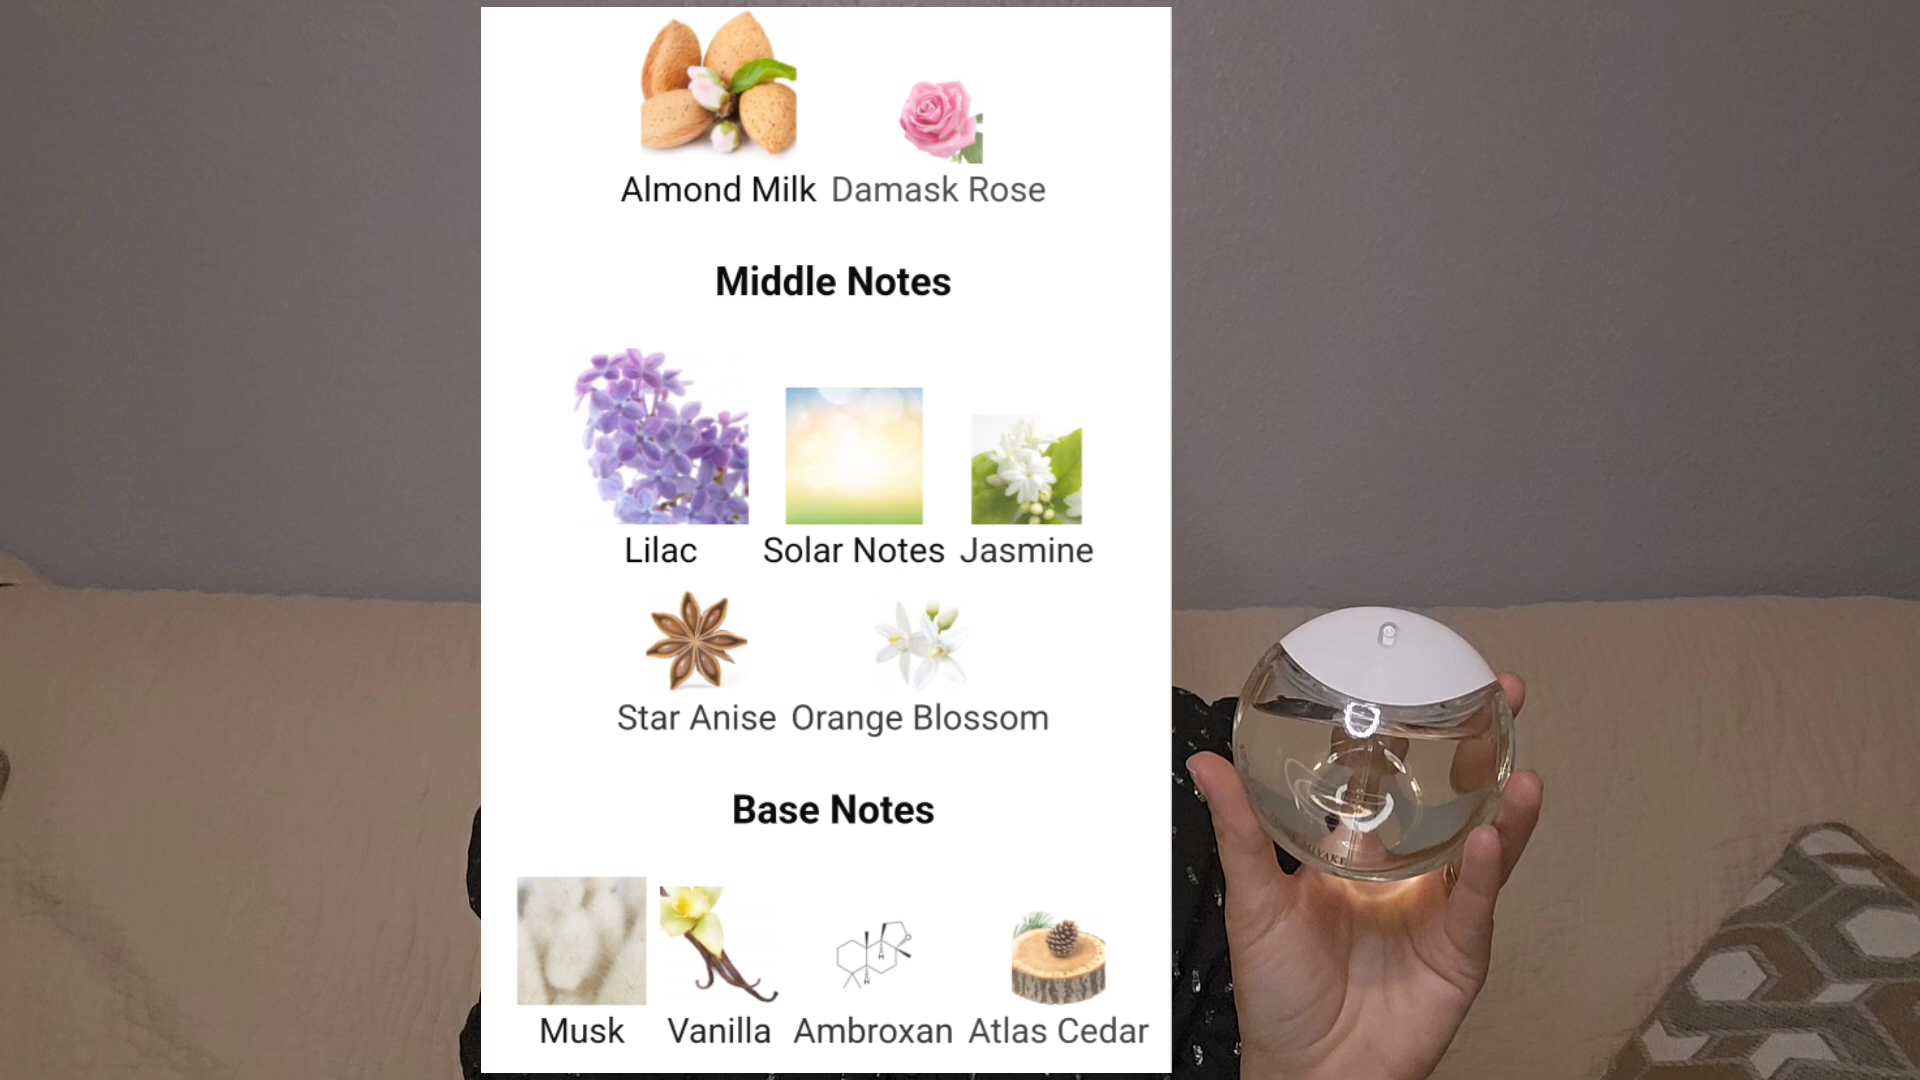 Almond Milk Damask Rose
Middle Notes
Lilac Solar Notes Jasmine
Star Anise Orange Blossom
Base Notes
Musk Vanilla Ambroxan Atlas Cedar
MIYAKE